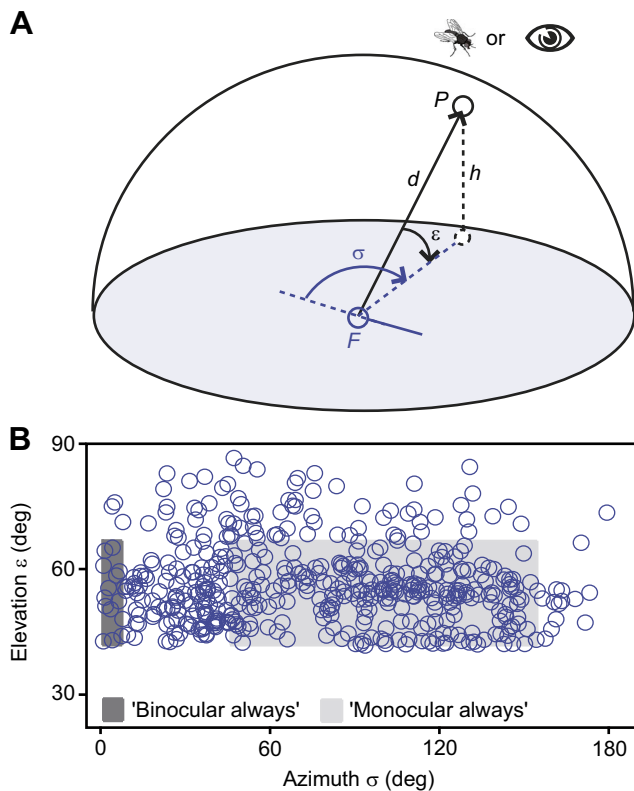 A
or
P
d
h
ε
σ
F
B
90
60
30
Elevation ε (deg)
'Binocular always' 'Monocular always'
0 60 120 180
Azimuth σ (deg)